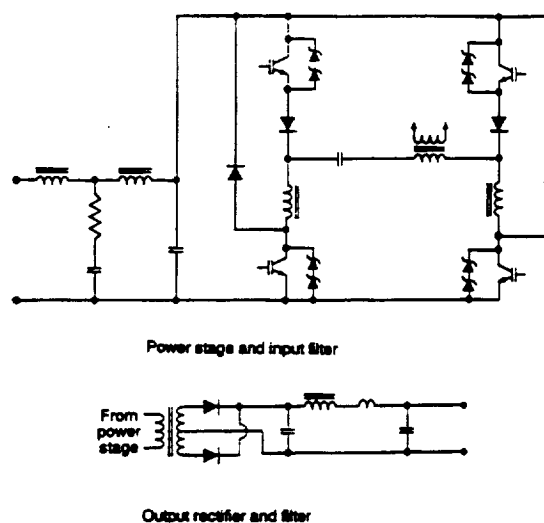 Power stage and input filter
From
power
stage
Output rectifier and filter